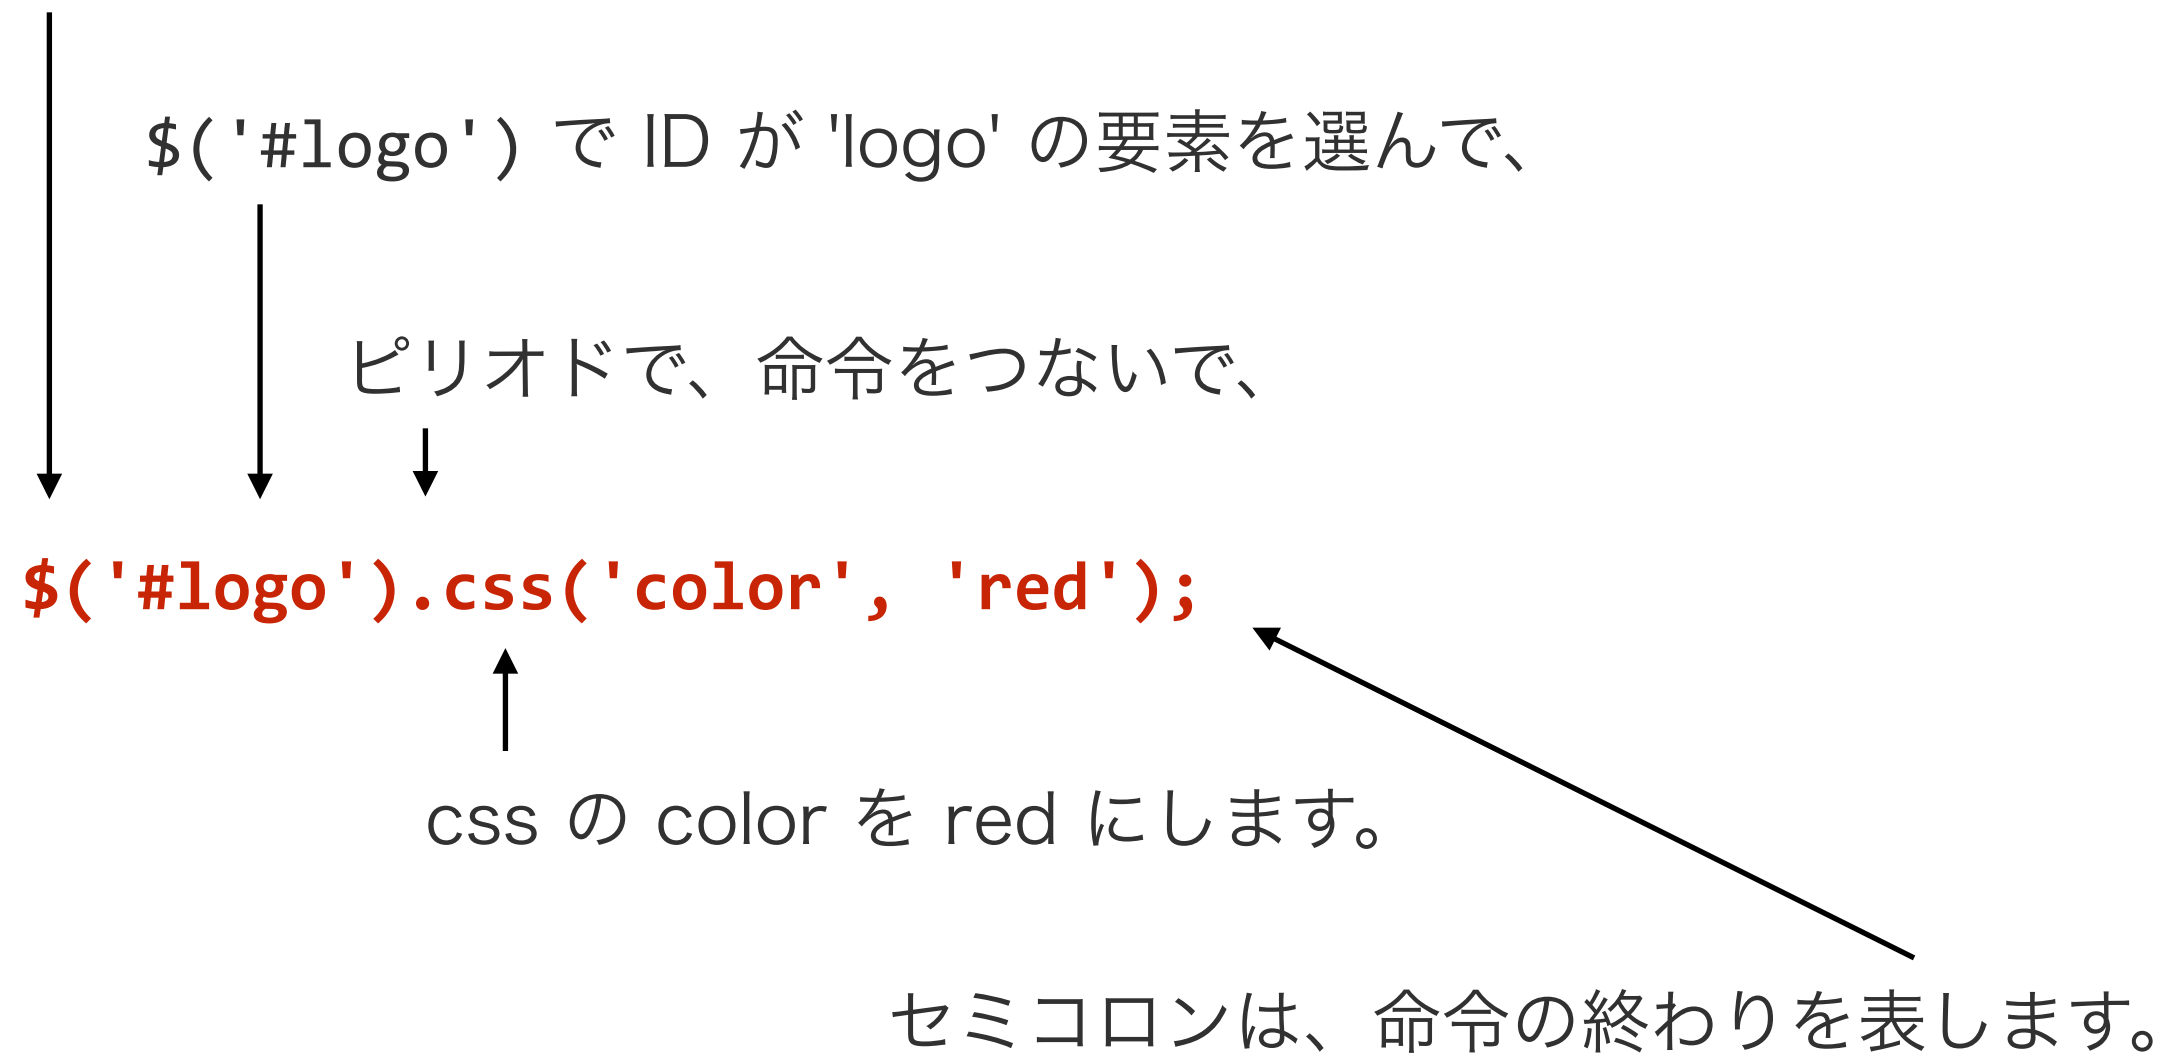 $('#logo') で ID が 'logo' の要素を選んで、
ピリオドで、命令をつないで、
$('#logo').css('color', 'red');
css の color を red にします。
セミコロンは、命令の終わりを表します。